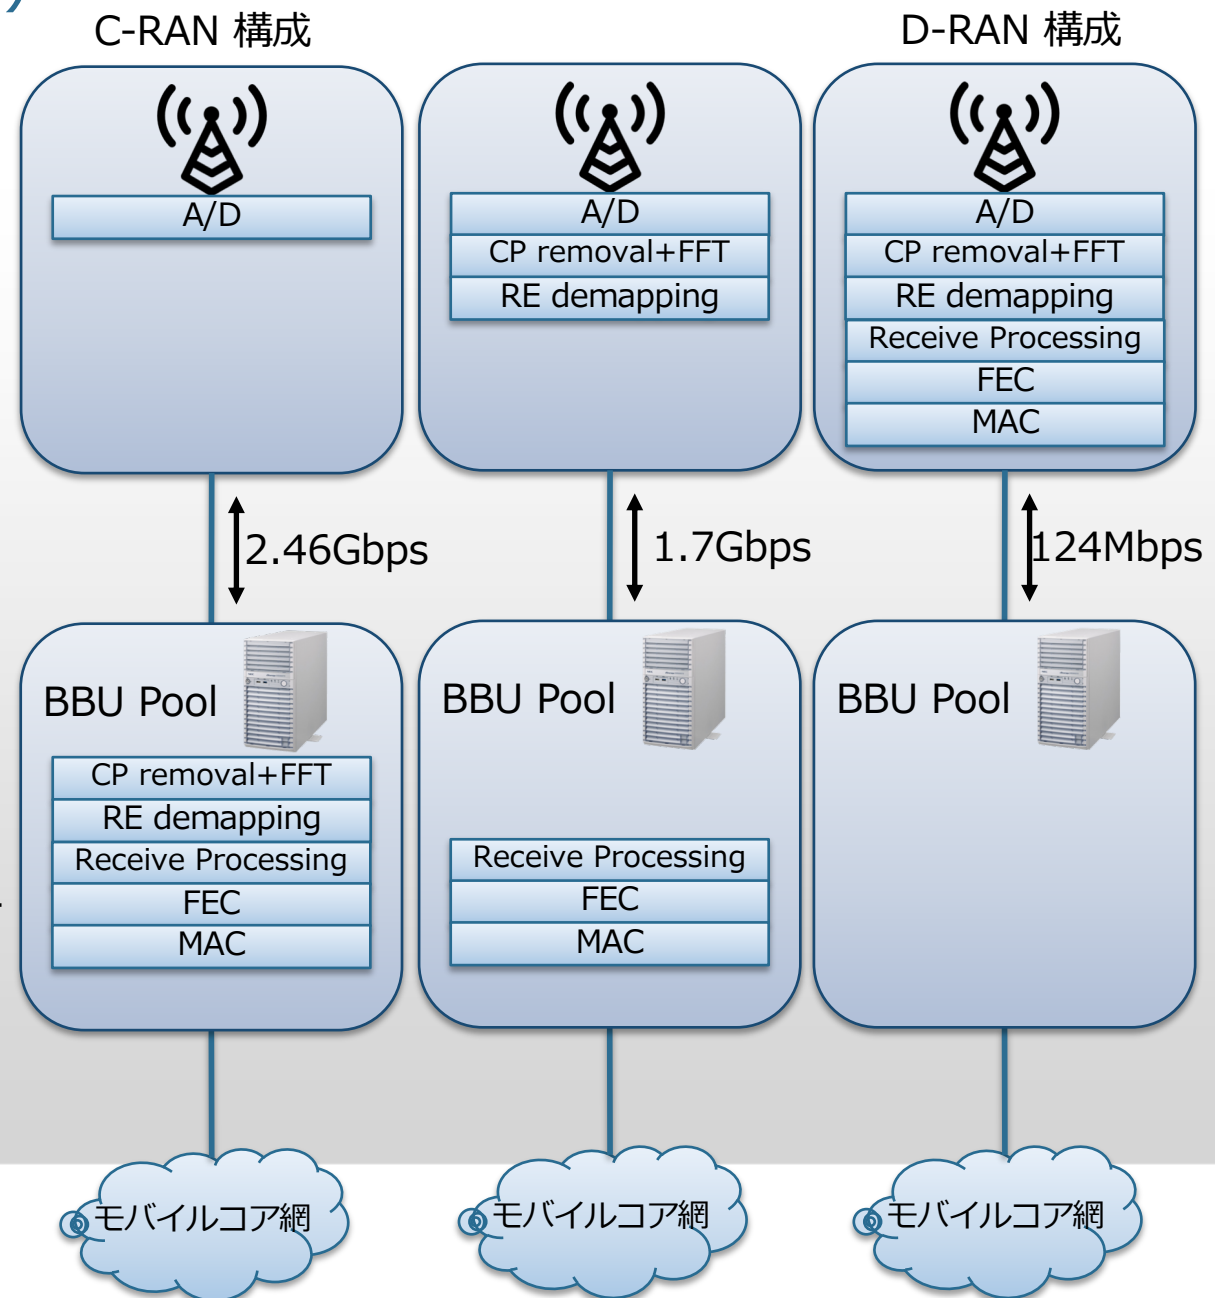 C-RAN 構成
D-RAN 構成
A/D
A/D
CP removal+FFT
RE demapping
A/D
CP removal+FFT
RE demapping
Receive Processing
FEC
MAC
2.46Gbps
1.7Gbps
124Mbps
BBU Pool
CP removal+FFT
RE demapping
Receive Processing
FEC
MAC
BBU Pool
Receive Processing
FEC
MAC
BBU Pool
モバイルコア網
モバイルコア網
モバイルコア網